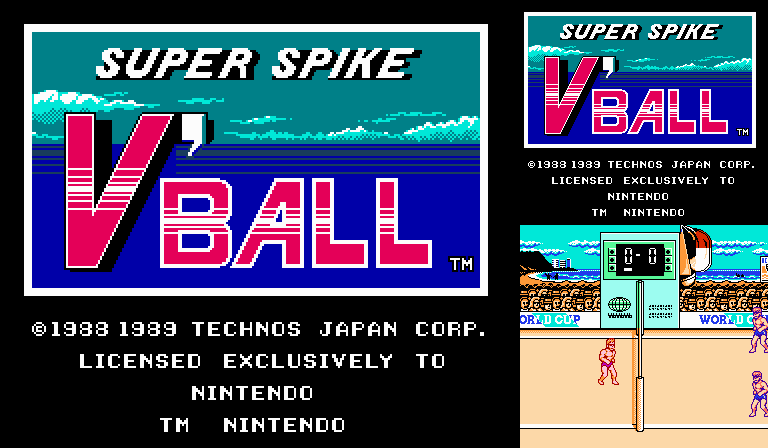 SUPER SPIKE
V'BALL
TM
©1988 1989 TECHNOS JAPAN CORP.
LICENSED EXCLUSIVELY TO
NINTENDO
TM NINTENDO
SUPER SPIKE
V'BALL
TM
©1988 1989 TECHNOS JAPAN CORP.
LICENSED EXCLUSIVELY TO
NINTENDO
TM NINTENDO
0-0
WORLD CUP
WORLD C